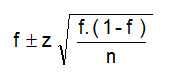 f ± z √( f.(1-f) / n )